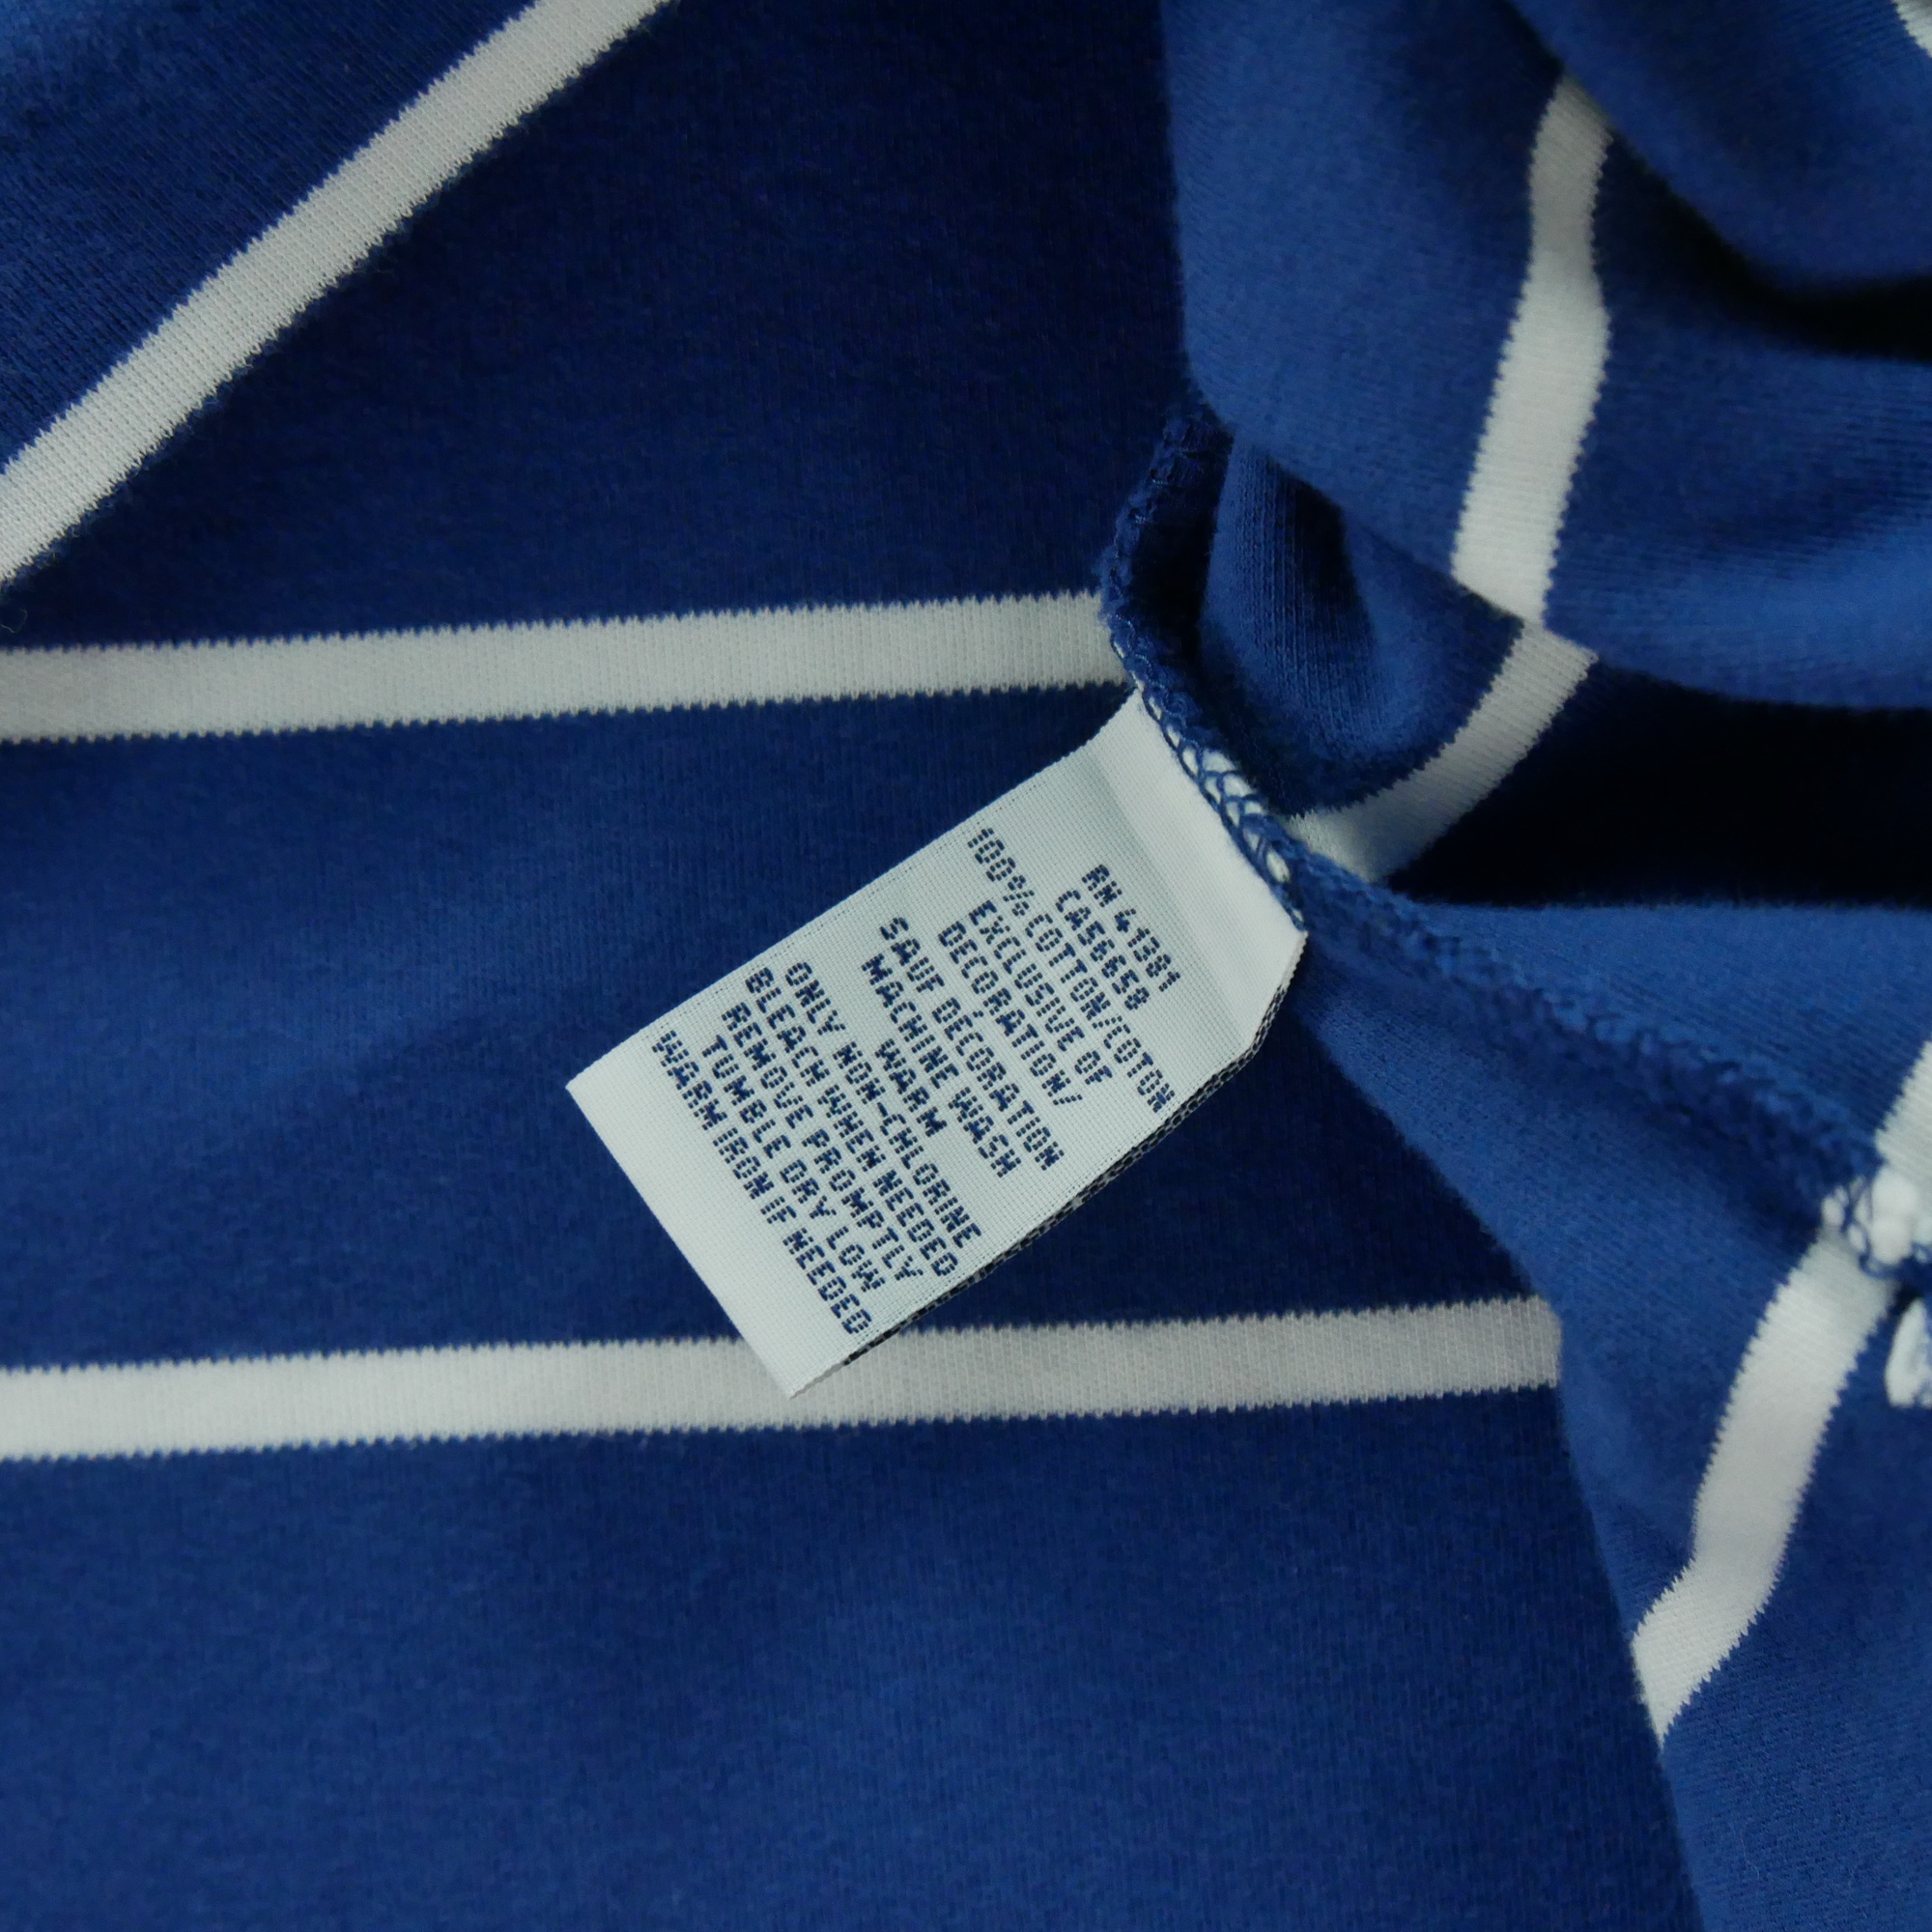 RN 41381
CA56658
100% COTTON/COTON
EXCLUSIVE OF
DECORATION/
SAUF DÉCORATION
MACHINE WASH
WARM
ONLY NON-CHLORINE
BLEACH WHEN NEEDED
REMOVE PROMPTLY
TUMBLE DRY LOW
WARM IRON IF NEEDED